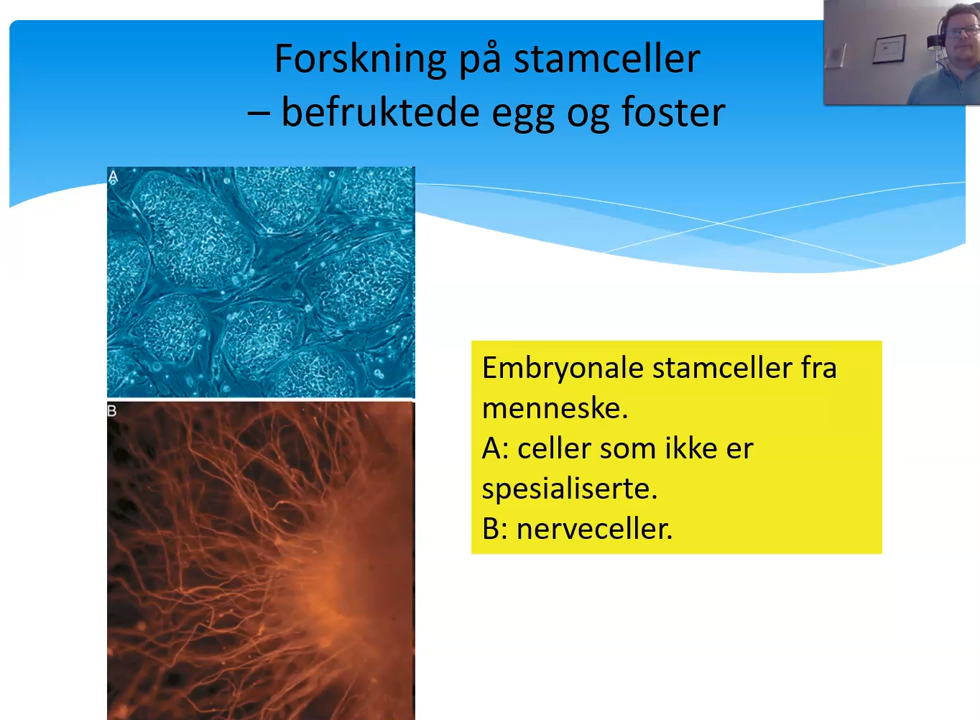 Forskning på stamceller
– befruktede egg og foster
A
B
Embryonale stamceller fra
menneske.
A: celler som ikke er
spesialiserte.
B: nerveceller.